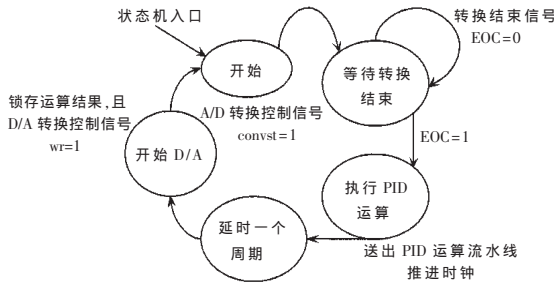 状态机入口
转换结束信号
EOC=0
开始
等待转换
结束
锁存运算结果,且
D/A 转换控制信号
wr=1
A/D 转换控制信号
convst=1
开始 D/A
EOC=1
执行 PID
运算
延时一个
周期
送出 PID 运算流水线
推进时钟